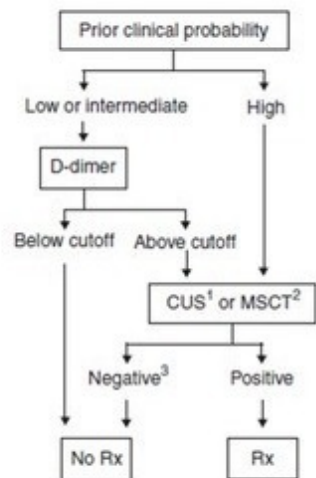 Prior clinical probability
Low or intermediate High
D-dimer
Below cutoff Above cutoff
CUS¹ or MSCT²
Negative³ Positive
No Rx Rx